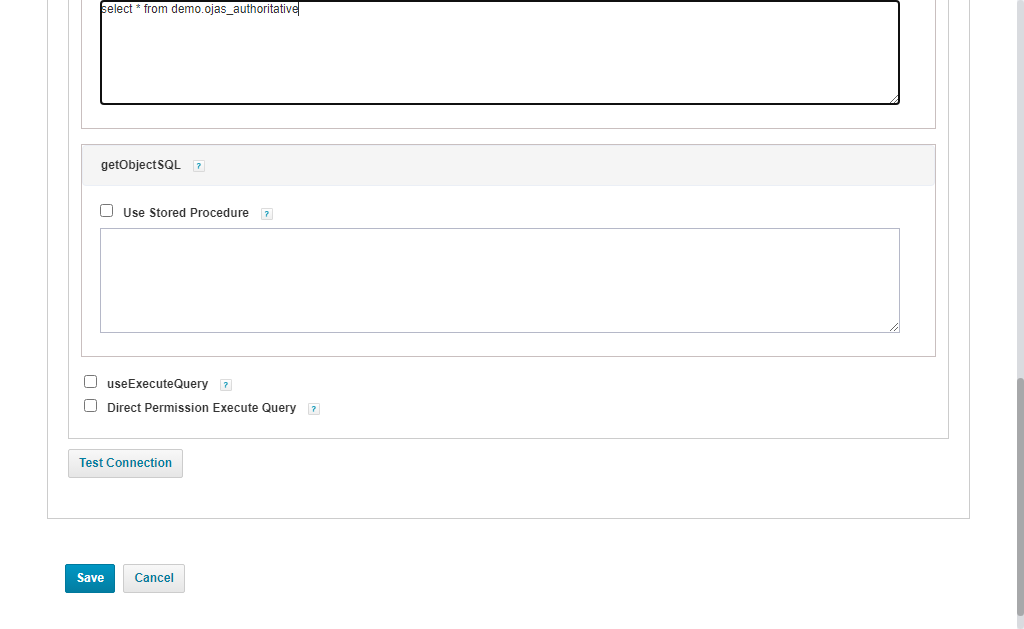 select * from demo.ojas_authoritative
getObjectSQL ?
Use Stored Procedure ?
useExecuteQuery ?
Direct Permission Execute Query ?
Test Connection
Save Cancel